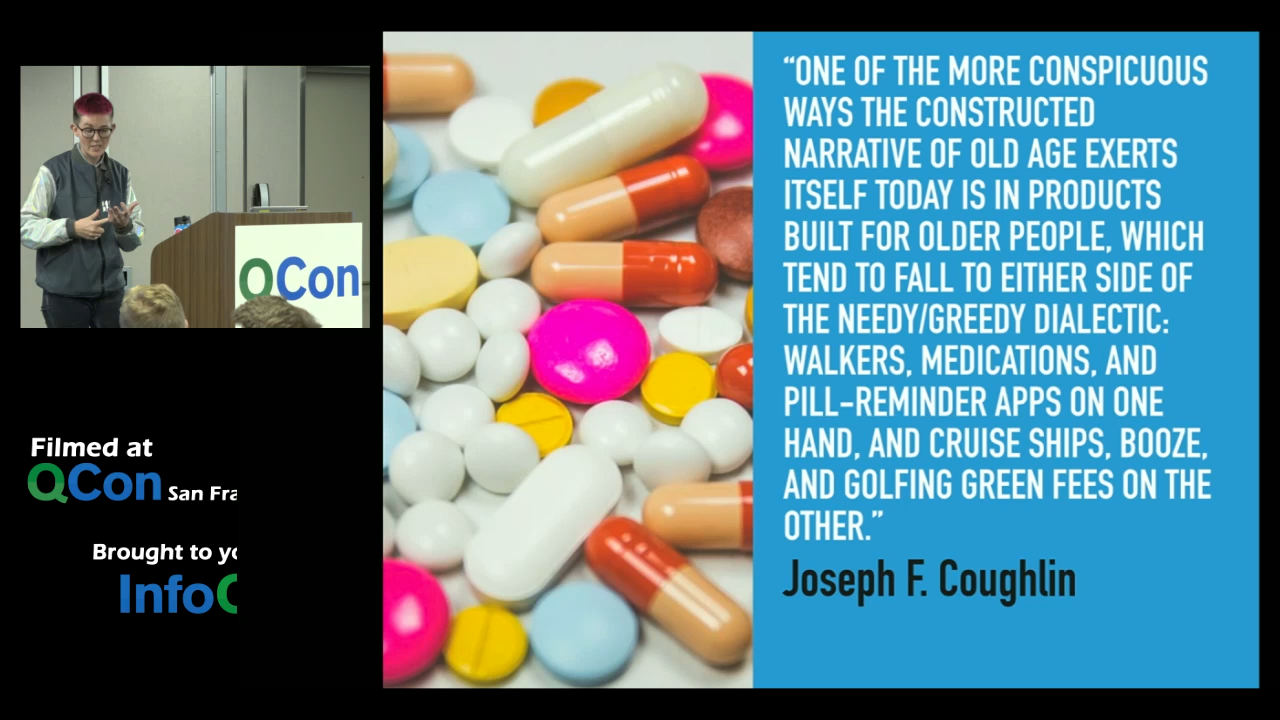 QCon
Filmed at
QCon San Fra
Brought to yo
Info
“ONE OF THE MORE CONSPICUOUS
WAYS THE CONSTRUCTED
NARRATIVE OF OLD AGE EXERTS
ITSELF TODAY IS IN PRODUCTS
BUILT FOR OLDER PEOPLE, WHICH
TEND TO FALL TO EITHER SIDE OF
THE NEEDY/GREEDY DIALECTIC:
WALKERS, MEDICATIONS, AND
PILL-REMINDER APPS ON ONE
HAND, AND CRUISE SHIPS, BOOZE,
AND GOLFING GREEN FEES ON THE
OTHER.”
Joseph F. Coughlin